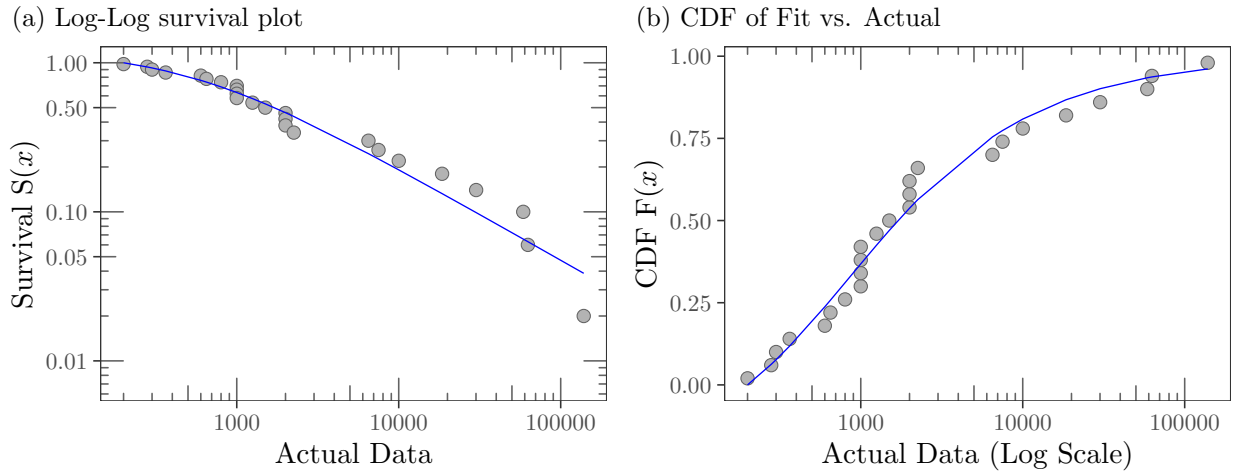 (a) Log-Log survival plot
Survival S(x)
1.00
0.50
0.10
0.05
0.01
1000
10000
100000
Actual Data
(b) CDF of Fit vs. Actual
CDF F(x)
1.00
0.75
0.50
0.25
0.00
1000
10000
100000
Actual Data (Log Scale)